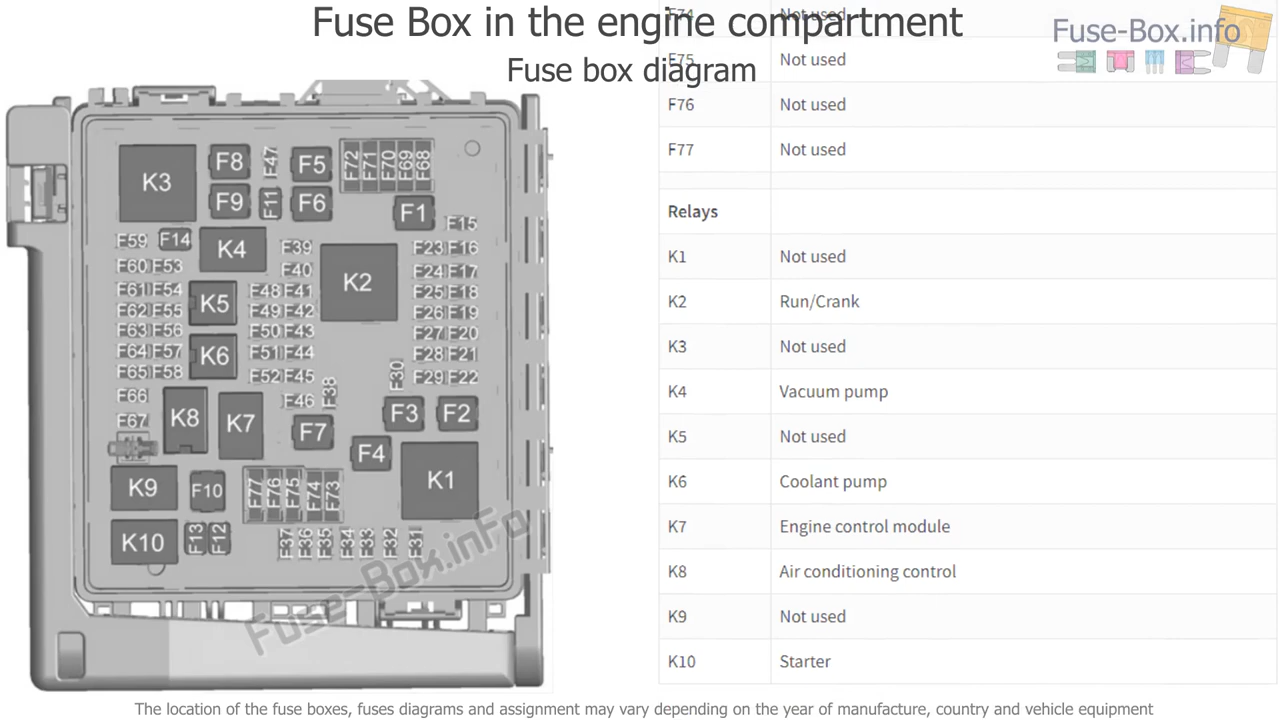 Fuse Box in the engine compartment
Fuse box diagram
Fuse-Box.info
F74 Not used
F75 Not used
F76 Not used
F77 Not used
Relays
K1 Not used
K2 Run/Crank
K3 Not used
K4 Vacuum pump
K5 Not used
K6 Coolant pump
K7 Engine control module
K8 Air conditioning control
K9 Not used
K10 Starter
K3 F8 F47 F5 F72 F71 F70 F69 F68
F9 F11 F6 F1 F15
F59 F14 K4 F39 K2 F23 F16
F60 F53 F40 F24 F17
F61 F54 K5 F48 F41 F25 F18
F62 F55 F49 F42 F26 F19
F63 F56 F50 F43 F27 F20
F64 F57 K6 F51 F44 F28 F21
F65 F58 F52 F45 F30 F29 F22
F66 F46 F38
F67 K8 K7 F7 F3 F2
F4
K9 F10 F77 F76 F75 F74 F73 K1
K10 F13 F12 F37 F36 F35 F34 F33 F32 F31
Fuse-Box.info
The location of the fuse boxes, fuses diagrams and assignment may vary depending on the year of manufacture, country and vehicle equipment